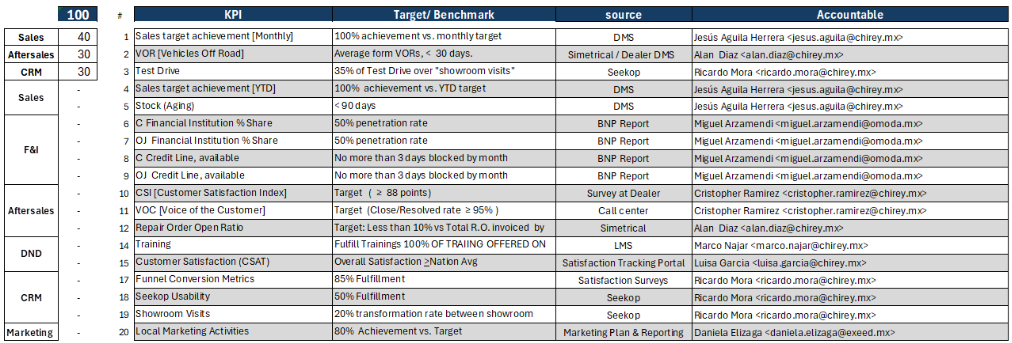 100 # KPI Target/ Benchmark source Accountable
Sales 40 1 Sales target achievement [Monthly] 100% achievement vs. monthly target DMS Jesús Aguila Herrera <jesus.aguila@chirey.mx>
Aftersales 30 2 VOR [Vehicles Off Road] Average form VORs, < 30 days. Simetrical / Dealer DMS Alan Diaz <alan.diaz@chirey.mx>
CRM 30 3 Test Drive 35% of Test Drive over "showroom visits" Seekop Ricardo Mora <ricardo.mora@chirey.mx>
Sales - 4 Sales target achievement [YTD] 100% achievement vs. YTD target DMS Jesús Aguila Herrera <jesus.aguila@chirey.mx>
- 5 Stock (Aging) < 90 days DMS Jesús Aguila Herrera <jesus.aguila@chirey.mx>
F&I - 6 C Financial Institution % Share 50% penetration rate BNP Report Miguel Arzamendi <miguel.arzamendi@omoda.mx>
- 7 OJ Financial Institution % Share 50% penetration rate BNP Report Miguel Arzamendi <miguel.arzamendi@omoda.mx>
- 8 C Credit Line, available No more than 3 days blocked by month BNP Report Miguel Arzamendi <miguel.arzamendi@omoda.mx>
- 9 OJ Credit Line, available No more than 3 days blocked by month BNP Report Miguel Arzamendi <miguel.arzamendi@omoda.mx>
Aftersales - 10 CSI [Customer Satisfaction Index] Target ( ≥ 88 points) Survey at Dealer Cristopher Ramirez <cristopher.ramirez@chirey.mx>
- 11 VOC [Voice of the Customer] Target (Close/Resolved rate ≥ 95% ) Call center Cristopher Ramirez <cristopher.ramirez@chirey.mx>
- 12 Repair Order Open Ratio Target: Less than 10% vs Total R.O. invoiced by Simetrical Alan Diaz <alan.diaz@chirey.mx>
DND - 14 Training Fulfill Trainings 100% OF TRAIING OFFERED ON LMS Marco Najar <marco.najar@chirey.mx>
- 15 Customer Satisfaction (CSAT) Overall Satisfaction >Nation Avg Satisfaction Tracking Portal Luisa Garcia <luisa.garcia@chirey.mx>
CRM - 17 Funnel Conversion Metrics 85% Fulfillment Satisfaction Surveys Ricardo Mora <ricardo.mora@chirey.mx>
- 18 Seekop Usability 50% Fulfillment Seekop Ricardo Mora <ricardo.mora@chirey.mx>
- 19 Showroom Visits 20% transformation rate between showroom Seekop Ricardo Mora <ricardo.mora@chirey.mx>
Marketing - 20 Local Marketing Activities 80% Achievement vs. Target Marketing Plan & Reporting Daniela Elizaga <daniela.elizaga@exeed.mx>